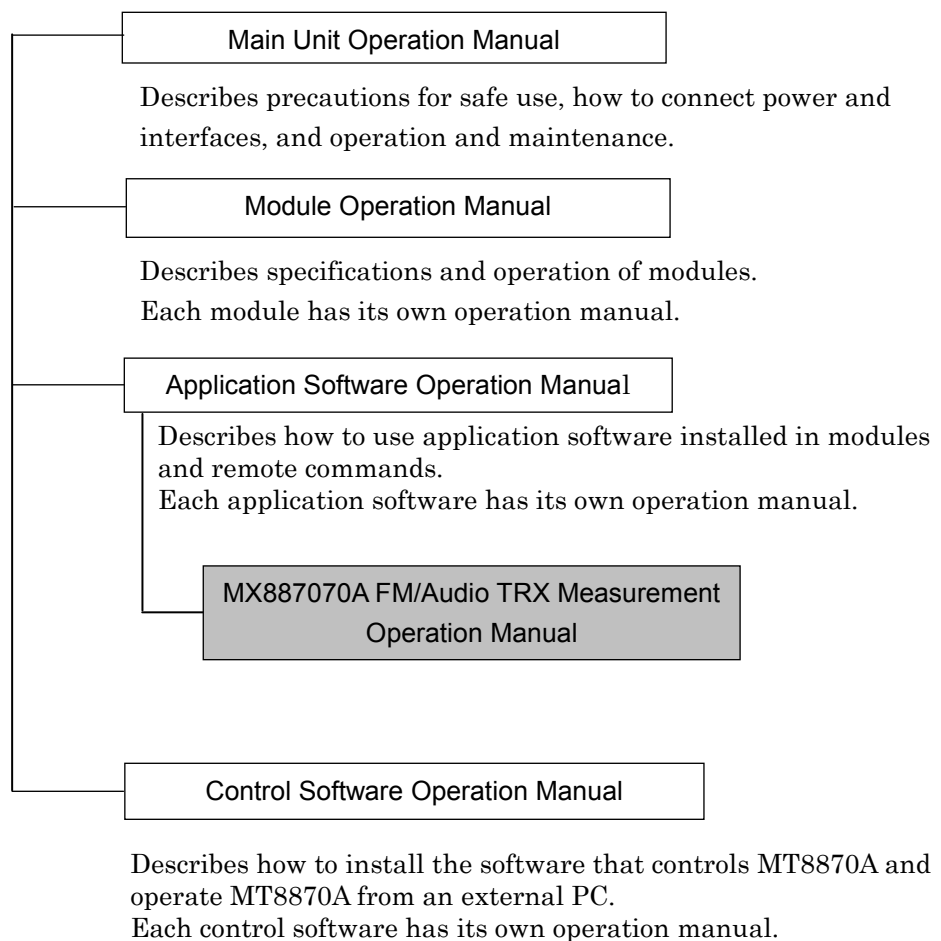 Main Unit Operation Manual
Describes precautions for safe use, how to connect power and
interfaces, and operation and maintenance.
Module Operation Manual
Describes specifications and operation of modules.
Each module has its own operation manual.
Application Software Operation Manual
Describes how to use application software installed in modules
and remote commands.
Each application software has its own operation manual.
MX887070A FM/Audio TRX Measurement
Operation Manual
Control Software Operation Manual
Describes how to install the software that controls MT8870A and
operate MT8870A from an external PC.
Each control software has its own operation manual.